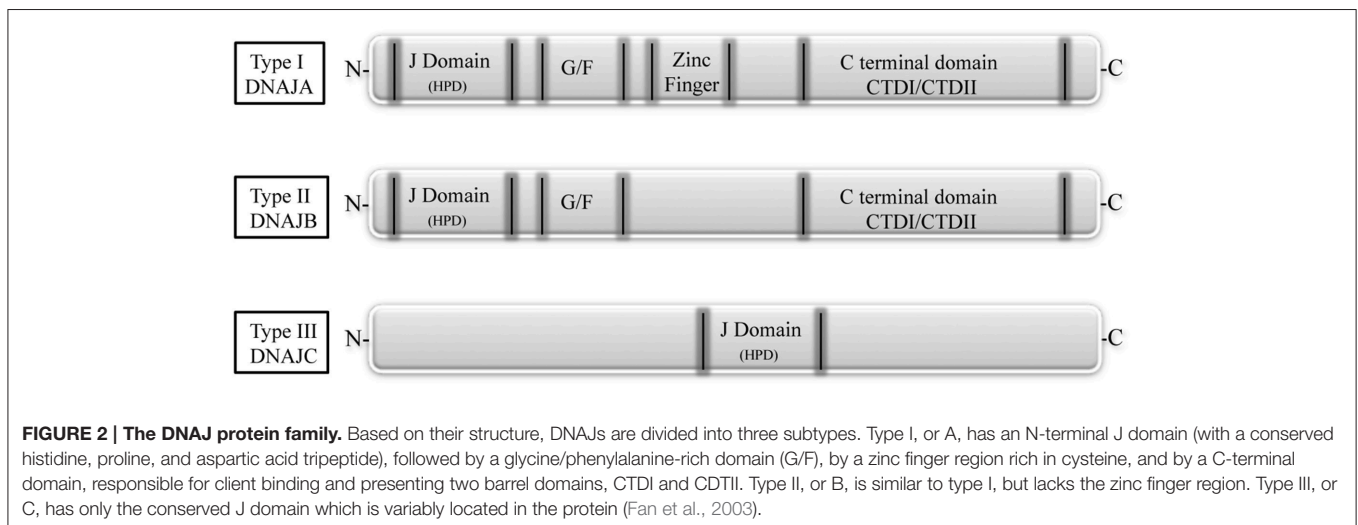 Type I
DNAJA
N-
J Domain
(HPD)
G/F
Zinc
Finger
C terminal domain
CTDI/CTDII
-C
Type II
DNAJB
N-
J Domain
(HPD)
G/F
C terminal domain
CTDI/CTDII
-C
Type III
DNAJC
N-
J Domain
(HPD)
-C
FIGURE 2 | The DNAJ protein family. Based on their structure, DNAJs are divided into three subtypes. Type I, or A, has an N-terminal J domain (with a conserved
histidine, proline, and aspartic acid tripeptide), followed by a glycine/phenylalanine-rich domain (G/F), by a zinc finger region rich in cysteine, and by a C-terminal
domain, responsible for client binding and presenting two barrel domains, CTDI and CDTII. Type II, or B, is similar to type I, but lacks the zinc finger region. Type III, or
C, has only the conserved J domain which is variably located in the protein (Fan et al., 2003).